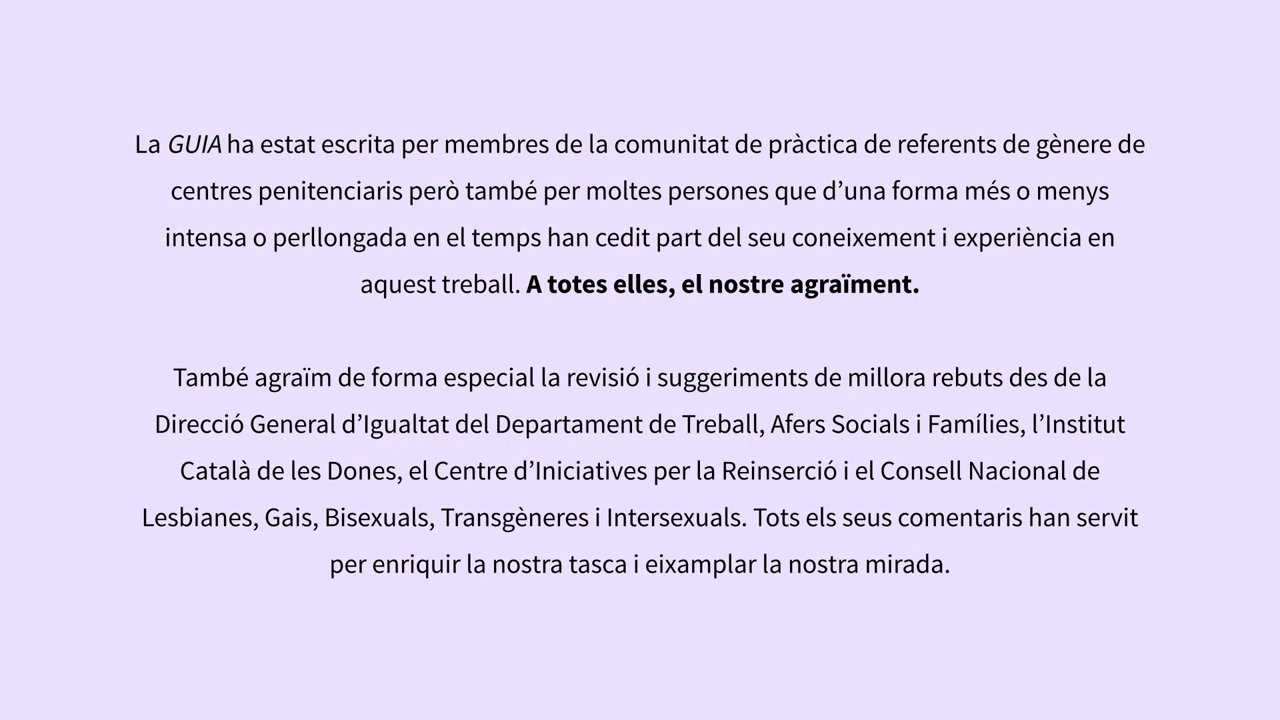 La GUIA ha estat escrita per membres de la comunitat de pràctica de referents de gènere de
centres penitenciaris però també per moltes persones que d’una forma més o menys
intensa o perllongada en el temps han cedit part del seu coneixement i experiència en
aquest treball. A totes elles, el nostre agraïment.
També agraïm de forma especial la revisió i suggeriments de millora rebuts des de la
Direcció General d’Igualtat del Departament de Treball, Afers Socials i Famílies, l’Institut
Català de les Dones, el Centre d’Iniciatives per la Reinserció i el Consell Nacional de
Lesbianes, Gais, Bisexuals, Transgèneres i Intersexuals. Tots els seus comentaris han servit
per enriquir la nostra tasca i eixamplar la nostra mirada.